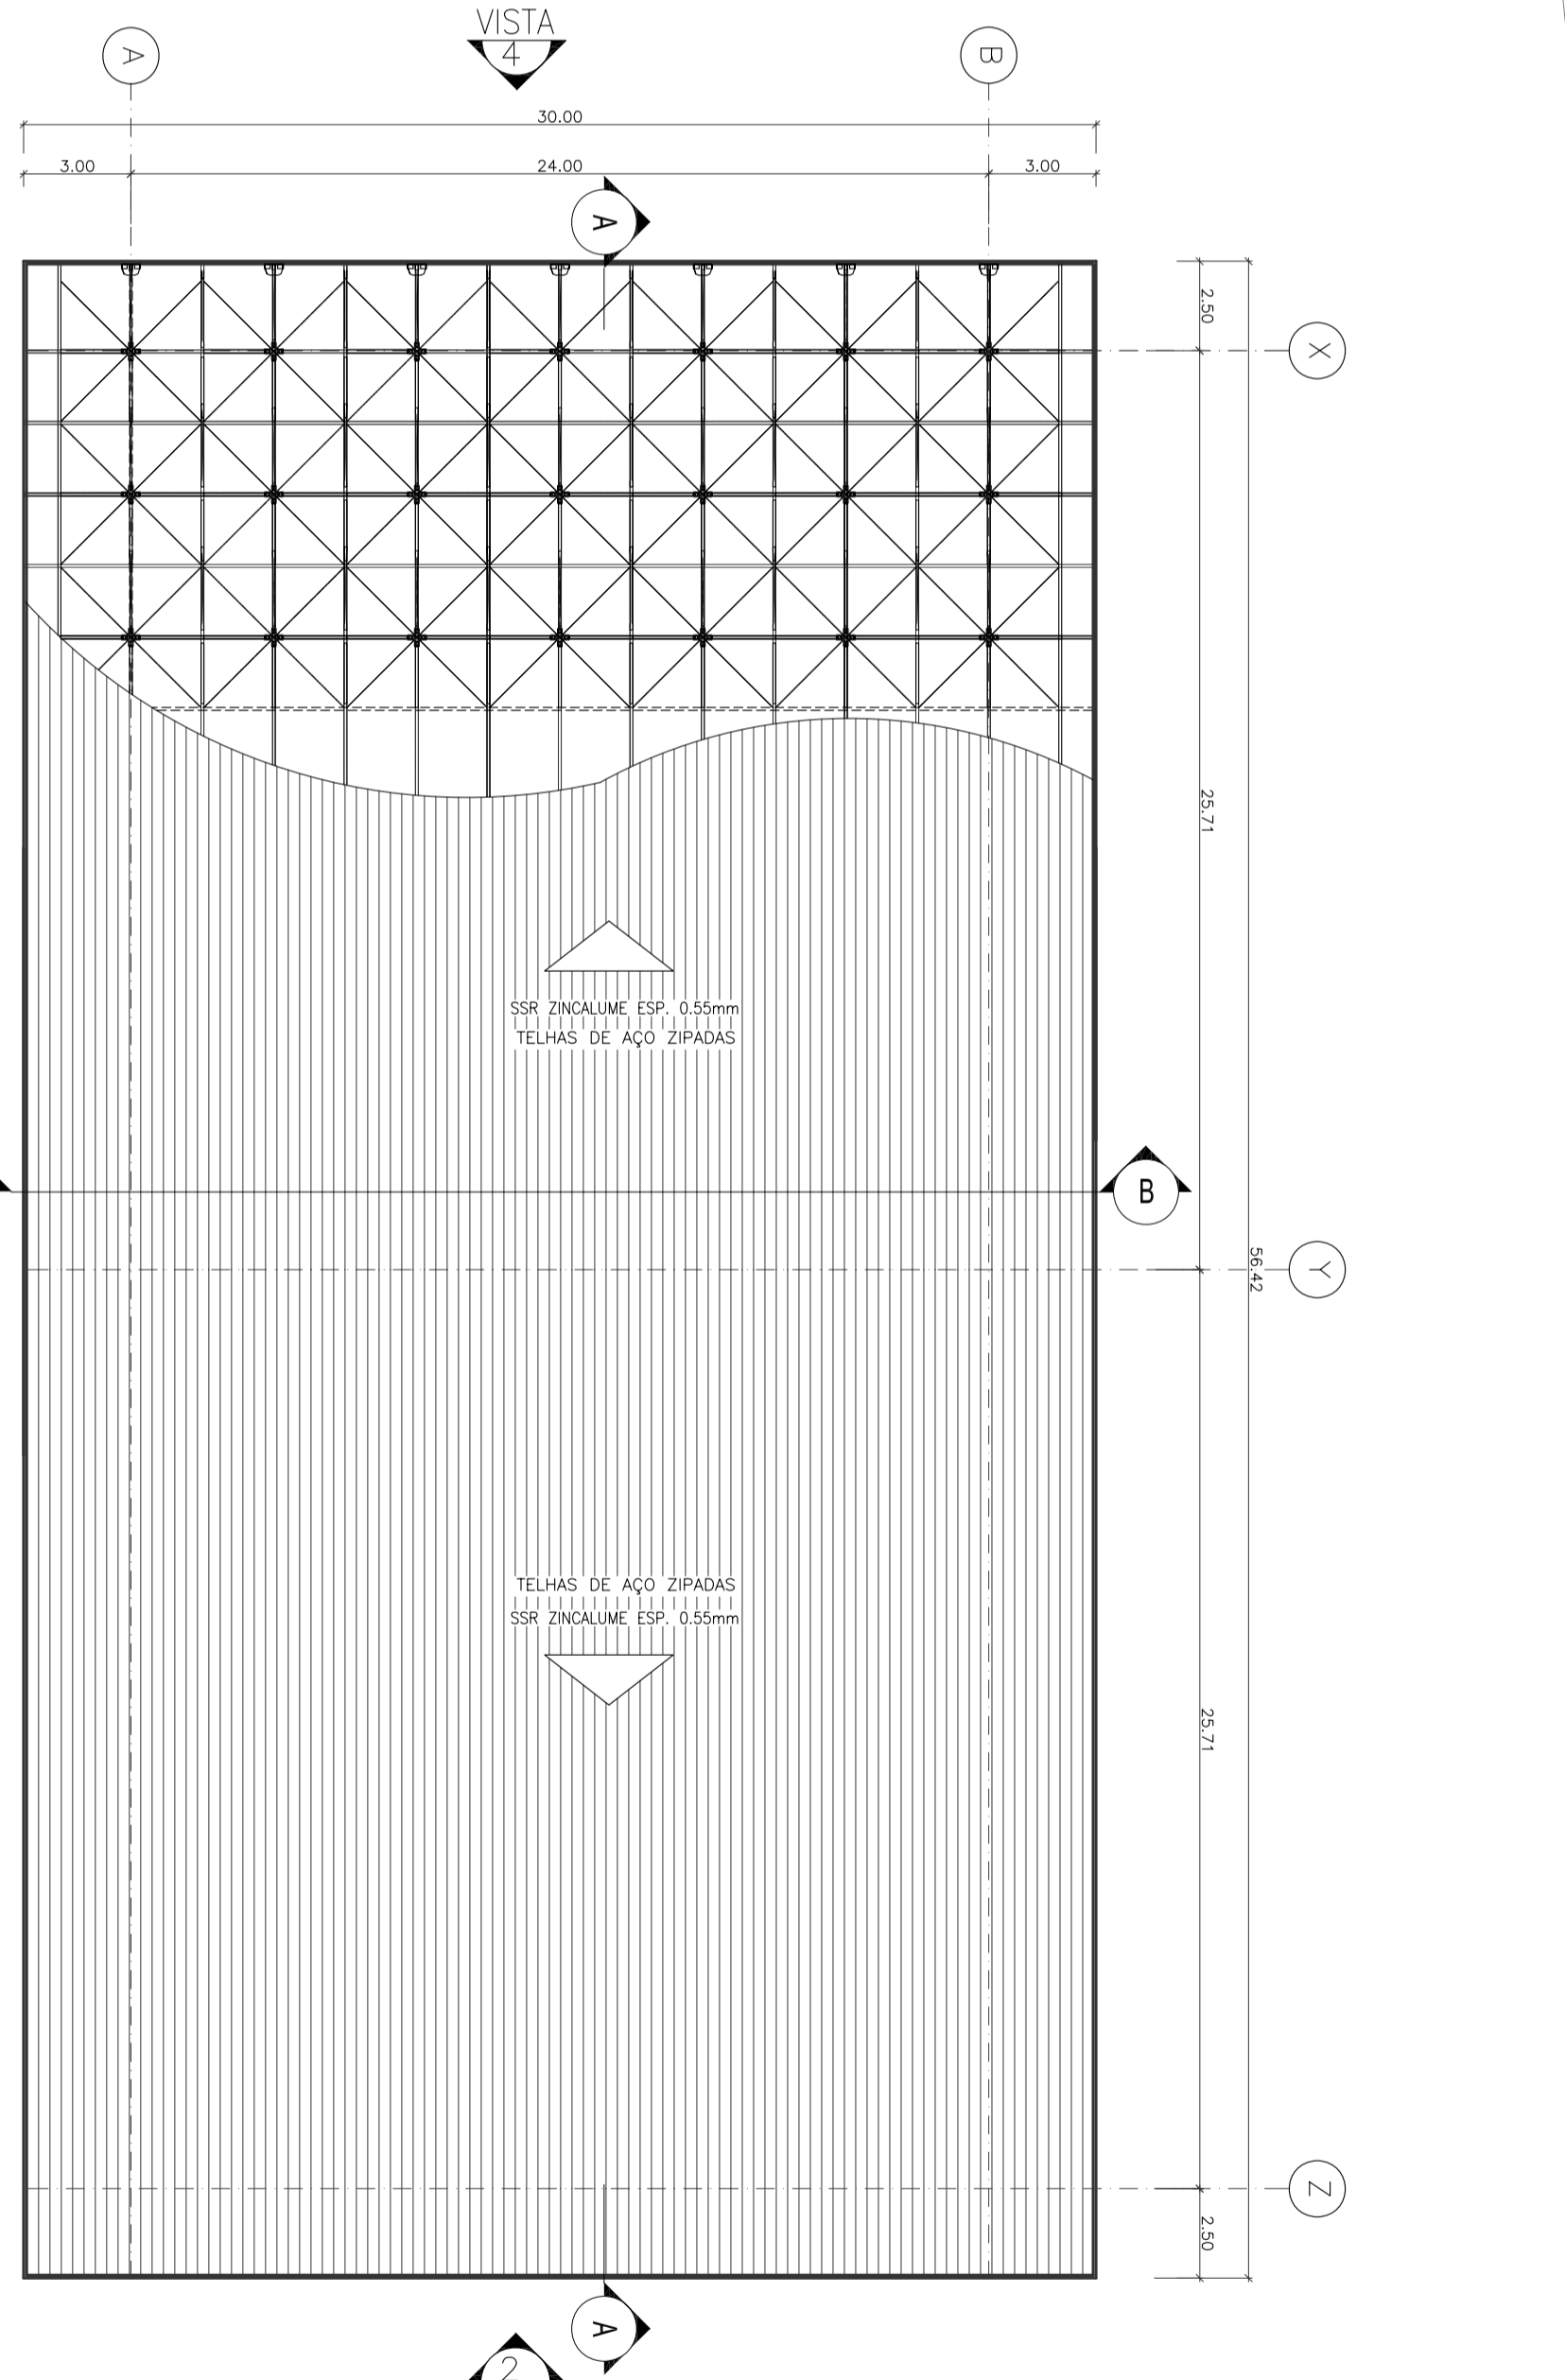 VISTA
4
A
B
30.00
3.00
24.00
3.00
A
2.50
X
25.71
SSR ZINCALUME ESP. 0.55mm
TELHAS DE AÇO ZIPADAS
B
Y
56.42
TELHAS DE AÇO ZIPADAS
SSR ZINCALUME ESP. 0.55mm
25.71
Z
2.50
A
2